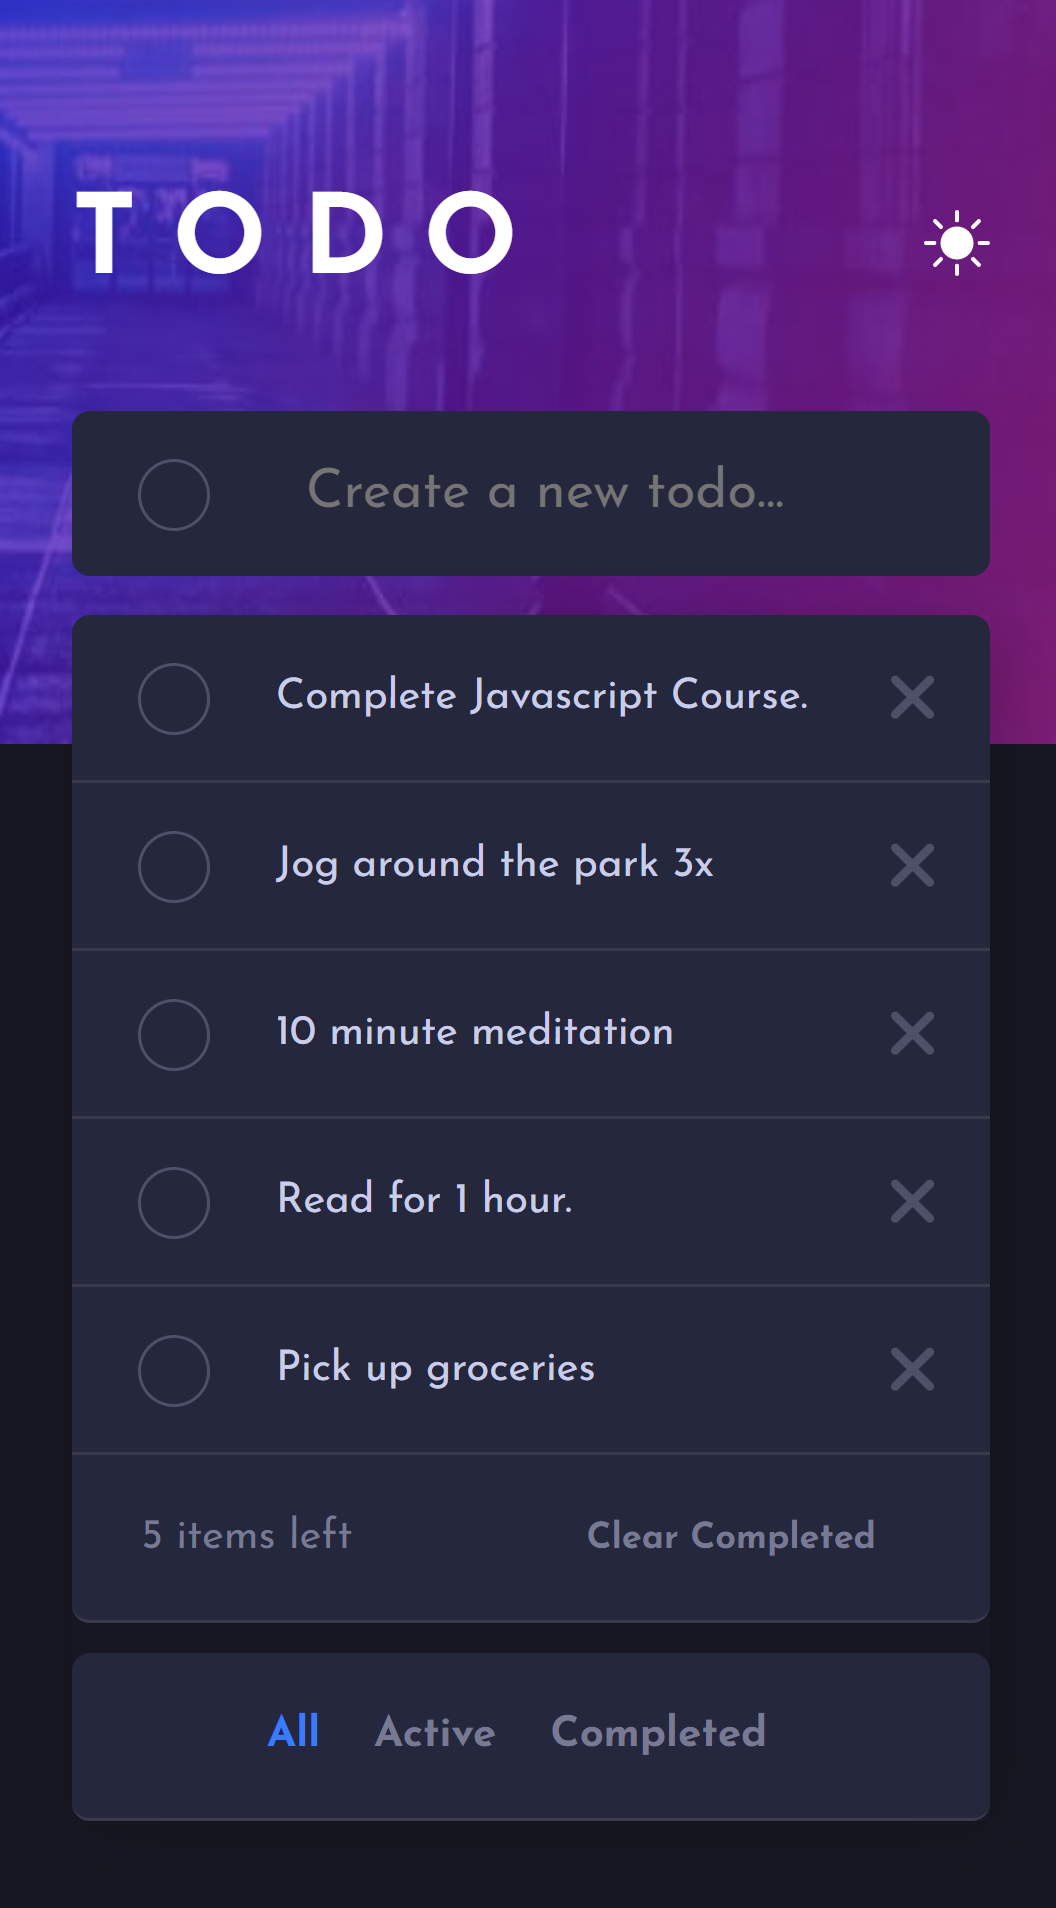 TODO
Create a new todo...
Complete Javascript Course.
Jog around the park 3x
10 minute meditation
Read for 1 hour.
Pick up groceries
5 items left Clear Completed
All Active Completed